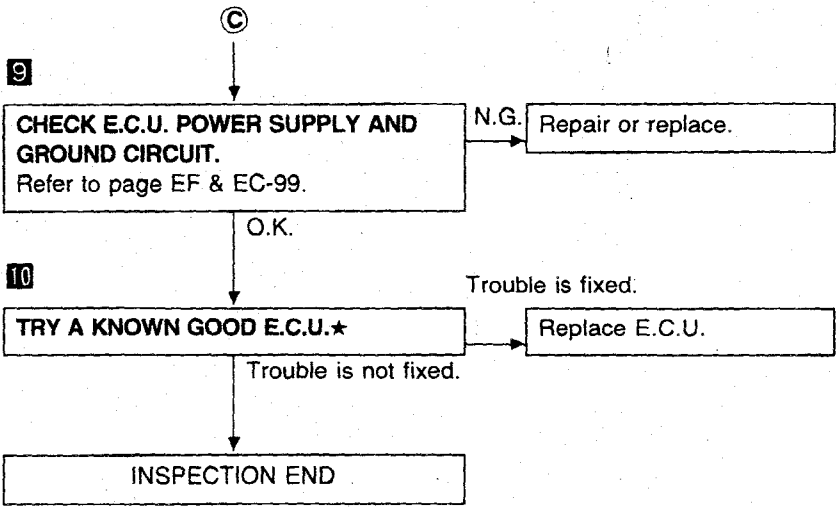 C
9
CHECK E.C.U. POWER SUPPLY AND
GROUND CIRCUIT.
Refer to page EF & EC-99.
N.G.
Repair or replace.
O.K.
10
TRY A KNOWN GOOD E.C.U.★
Trouble is fixed.
Replace E.C.U.
Trouble is not fixed.
INSPECTION END